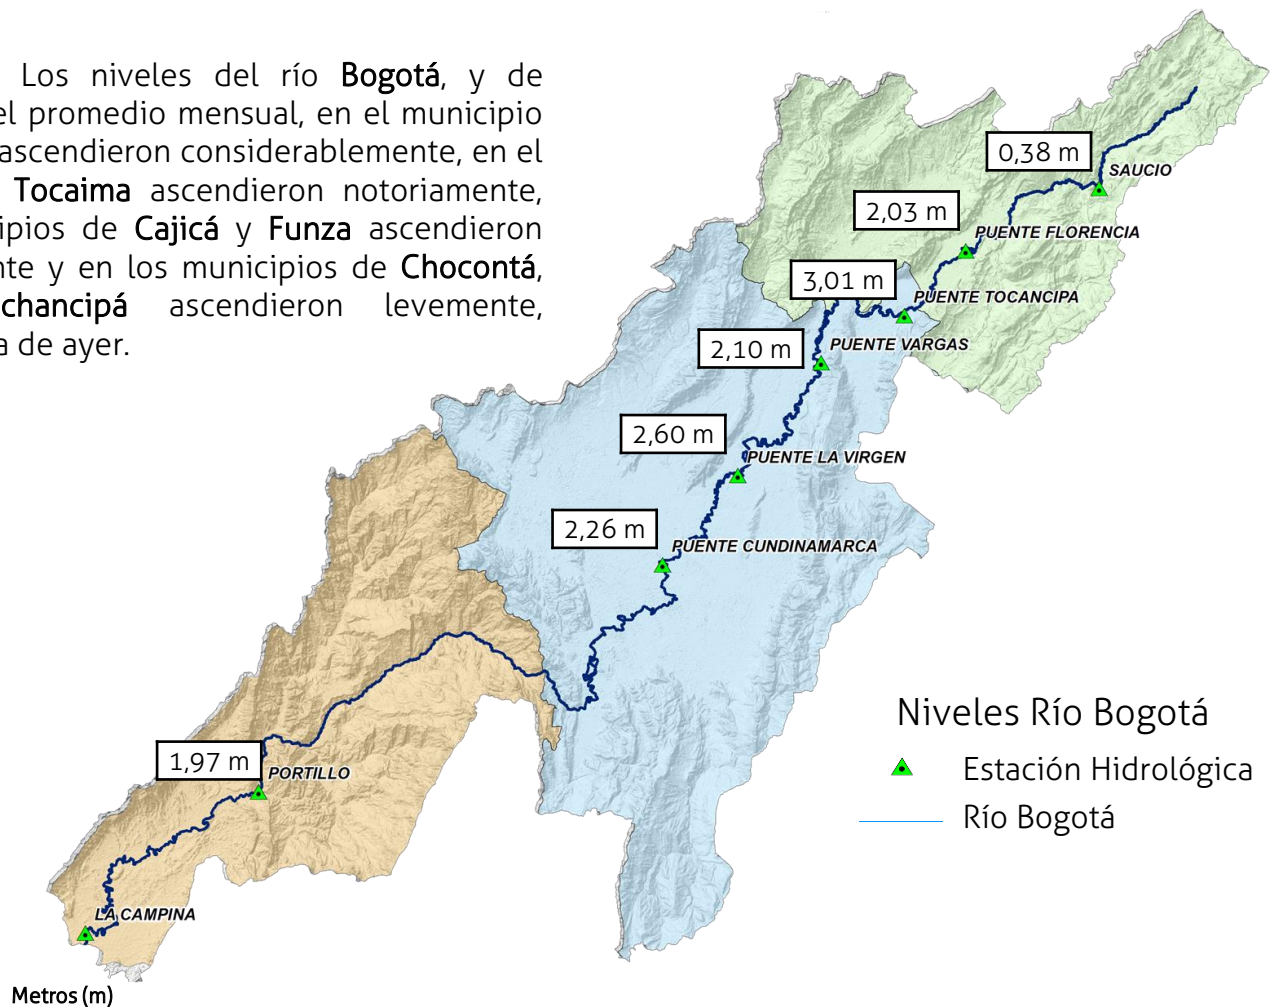 Los niveles del río Bogotá, y de
el promedio mensual, en el municipio
ascendieron considerablemente, en el
Tocaima ascendieron notoriamente,
ipios de Cajicá y Funza ascendieron
nte y en los municipios de Chocontá,
chancipá ascendieron levemente,
a de ayer.
0,38 m
SAUCIO
2,03 m
PUENTE FLORENCIA
3,01 m
PUENTE TOCANCIPA
2,10 m
PUENTE VARGAS
2,60 m
PUENTE LA VIRGEN
2,26 m
PUENTE CUNDINAMARCA
1,97 m
PORTILLO
LA CAMPINA
Metros (m)
Niveles Río Bogotá
Estación Hidrológica
Río Bogotá